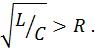 √(L/C) > R .